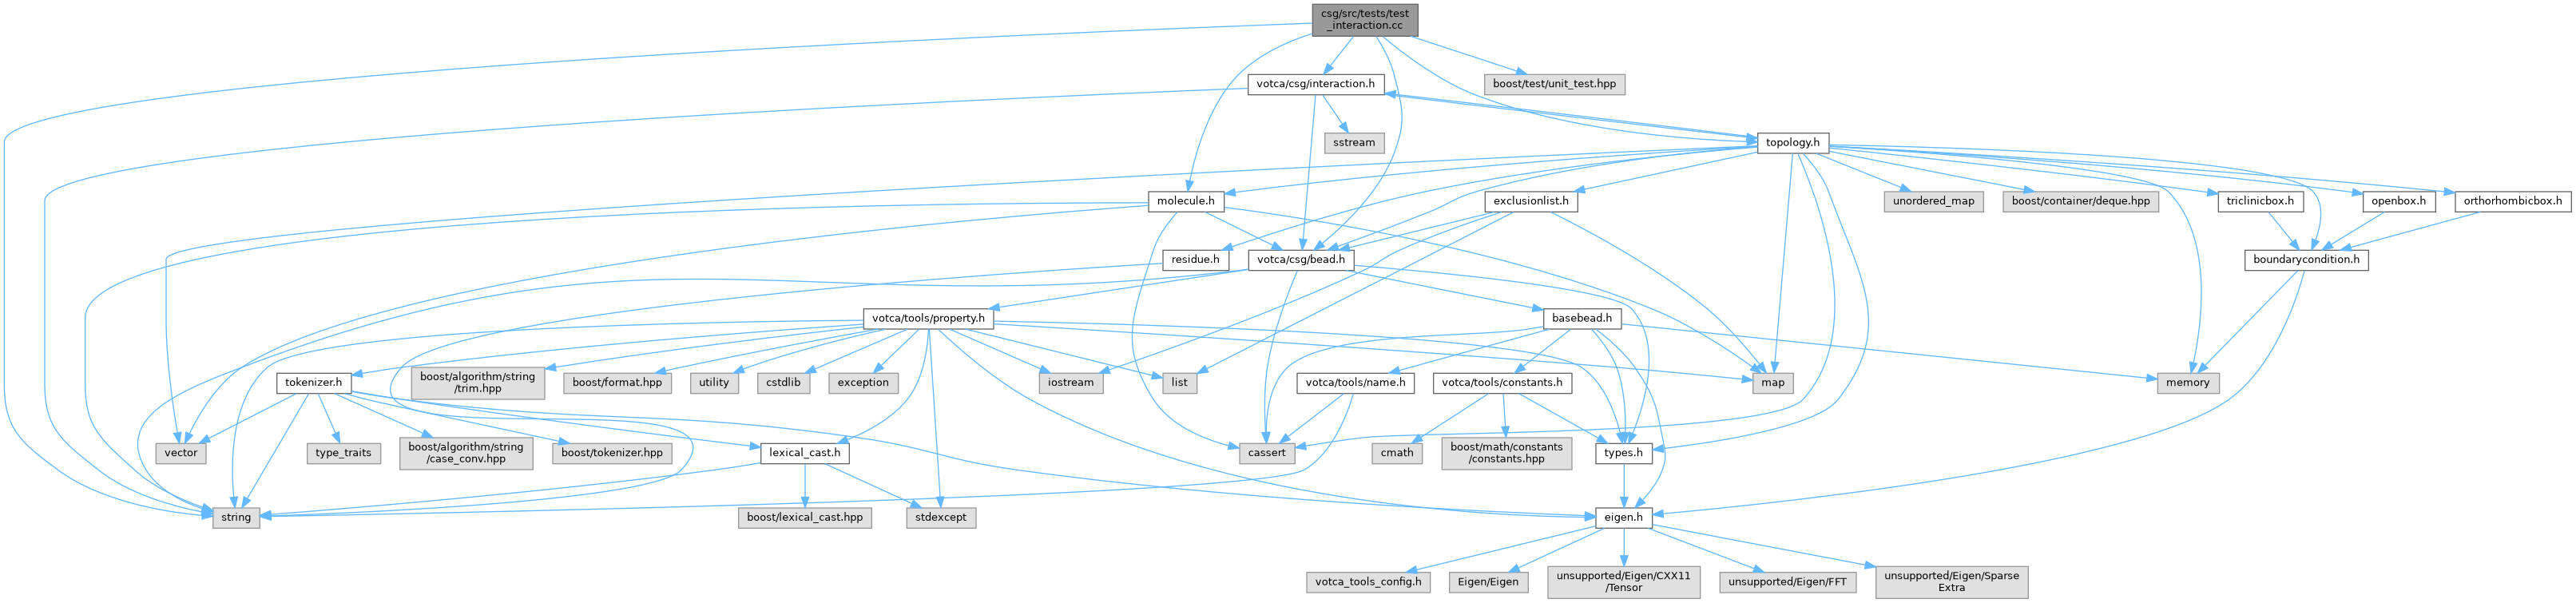 csg/src/tests/test
_interaction.cc
votca/csg/interaction.h
boost/test/unit_test.hpp
sstream
topology.h
molecule.h
exclusionlist.h
unordered_map
boost/container/deque.hpp
triclinicbox.h
openbox.h
orthorhombicbox.h
residue.h
votca/csg/bead.h
boundarycondition.h
votca/tools/property.h
basebead.h
tokenizer.h
boost/algorithm/string
/trim.hpp
boost/format.hpp
utility
cstdlib
exception
iostream
list
votca/tools/name.h
votca/tools/constants.h
map
memory
vector
type_traits
boost/algorithm/string
/case_conv.hpp
boost/tokenizer.hpp
lexical_cast.h
cassert
cmath
boost/math/constants
/constants.hpp
types.h
string
boost/lexical_cast.hpp
stdexcept
eigen.h
votca_tools_config.h
Eigen/Eigen
unsupported/Eigen/CXX11
/Tensor
unsupported/Eigen/FFT
unsupported/Eigen/Sparse
Extra